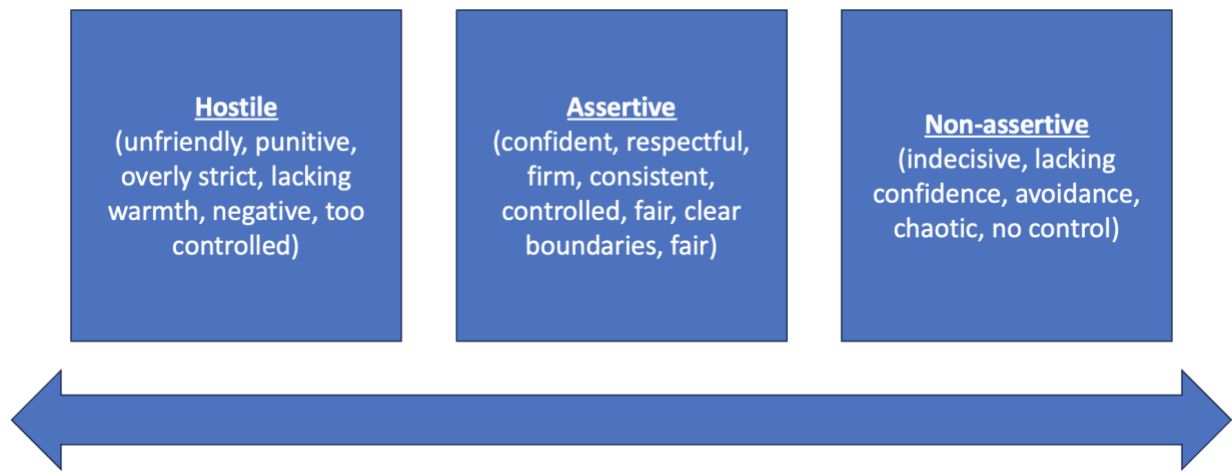 Hostile
(unfriendly, punitive,
overly strict, lacking
warmth, negative, too
controlled)
Assertive
(confident, respectful,
firm, consistent,
controlled, fair, clear
boundaries, fair)
Non-assertive
(indecisive, lacking
confidence, avoidance,
chaotic, no control)